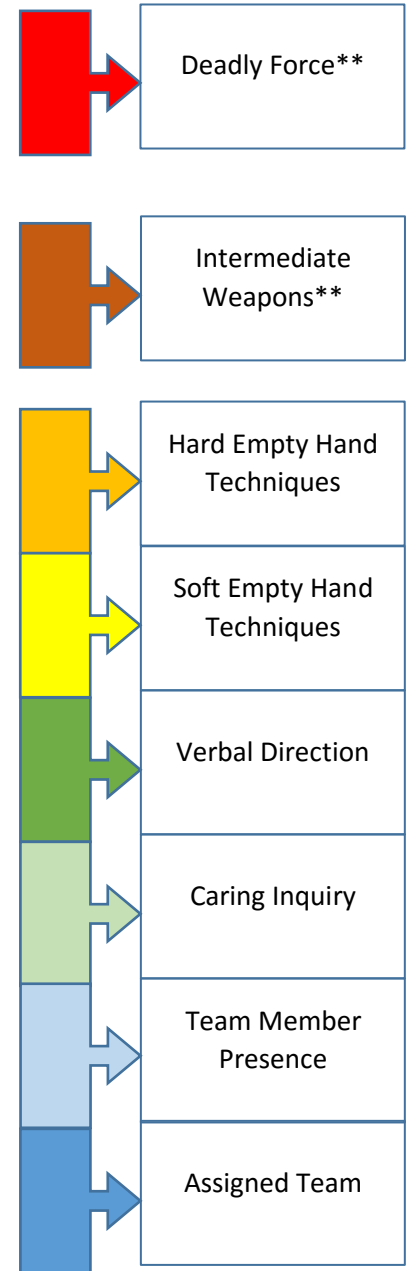 Deadly Force**
Intermediate
Weapons**
Hard Empty Hand
Techniques
Soft Empty Hand
Techniques
Verbal Direction
Caring Inquiry
Team Member
Presence
Assigned Team